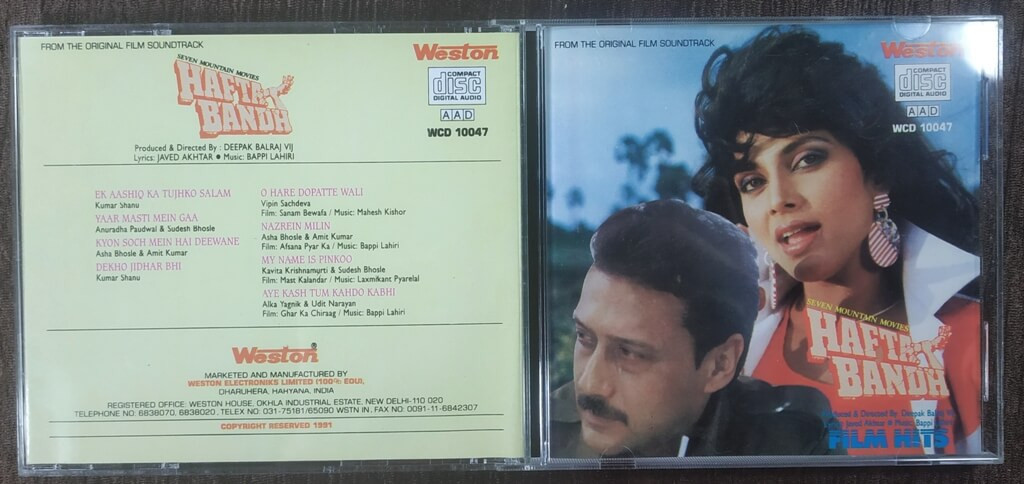 FROM THE ORIGINAL FILM SOUNDTRACK
Weston
SEVEN MOUNTAIN MOVIES
HAFTA
BANDH
COMPACT
disc
DIGITAL AUDIO
AAD
WCD 10047
Produced & Directed By : DEEPAK BALRAJ VIJ
Lyrics: JAVED AKHTAR ● Music: BAPPI LAHIRI
EK AASHIQ KA TUJHKO SALAM
Kumar Shanu
YAAR MASTI MEIN GAA
Anuradha Paudwal & Sudesh Bhosle
KYON SOCH MEIN HAI DEEWANE
Asha Bhosle & Amit Kumar
DEKHO JIDHAR BHI
Kumar Shanu
O HARE DOPATTE WALI
Vipin Sachdeva
Film: Sanam Bewafa / Music: Mahesh Kishor
NAZREIN MILIN
Asha Bhosle & Amit Kumar
Film: Afsana Pyar Ka / Music: Bappi Lahiri
MY NAME IS PINKOO
Kavita Krishnamurti & Sudesh Bhosle
Film: Mast Kalandar / Music: Laxmikant Pyarelal
AYE KASH TUM KAHDO KABHI
Alka Yagnik & Udit Narayan
Film: Ghar Ka Chiraag / Music: Bappi Lahiri
Weston®
MARKETED AND MANUFACTURED BY
WESTON ELECTRONIKS LIMITED (100% EOU),
DHARUHERA, HARYANA, INDIA
REGISTERED OFFICE: WESTON HOUSE, OKHLA INDUSTRIAL ESTATE, NEW DELHI-110 020
TELEPHONE NO: 6838070, 6838020, TELEX NO: 031-75181/65090 WSTN IN, FAX NO: 0091-11-6842307
COPYRIGHT RESERVED 1991
FROM THE ORIGINAL FILM SOUNDTRACK
Weston
COMPACT
disc
DIGITAL AUDIO
AAD
WCD 10047
SEVEN MOUNTAIN MOVIES
HAFTA
BANDH
& Directed By: Deepak Balraj
Javed Akhtar ● Music: Bappi
FILM HITS